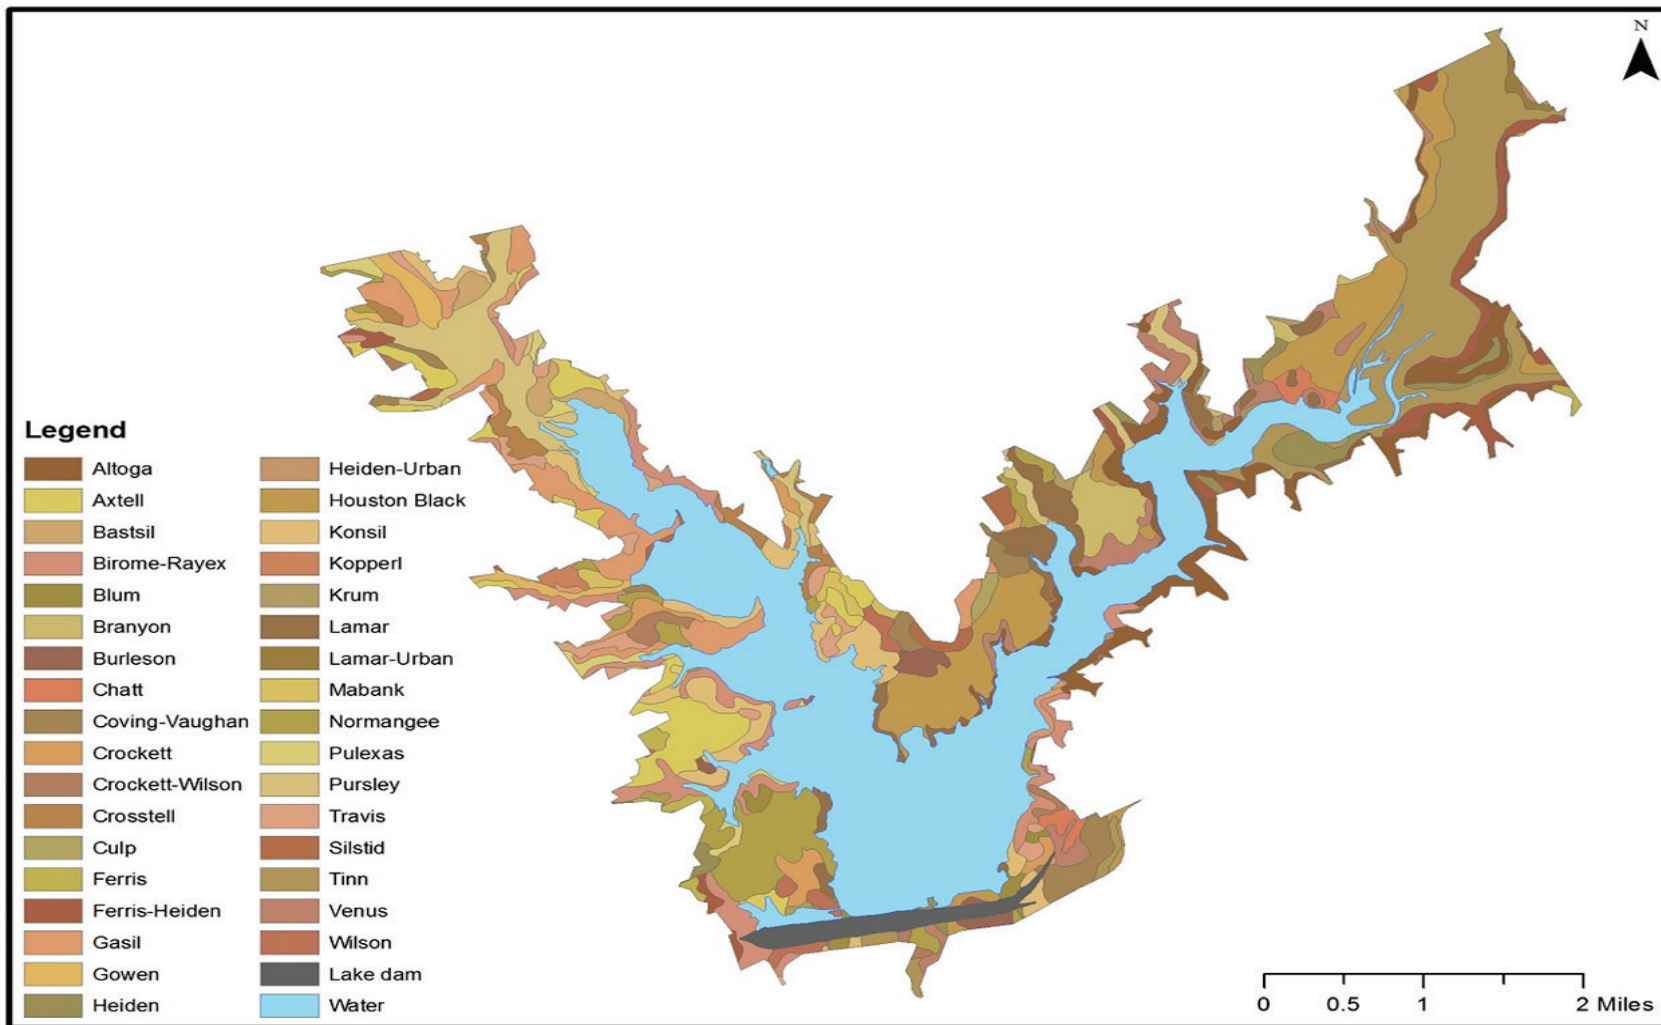 N
Legend
Altoga
Axtell
Bastsil
Birome-Rayex
Blum
Branyon
Burleson
Chatt
Coving-Vaughan
Crockett
Crockett-Wilson
Crosstell
Culp
Ferris
Ferris-Heiden
Gasil
Gowen
Heiden
Heiden-Urban
Houston Black
Konsil
Kopperl
Krum
Lamar
Lamar-Urban
Mabank
Normangee
Pulexas
Pursley
Travis
Silstid
Tinn
Venus
Wilson
Lake dam
Water
0 0.5 1 2 Miles